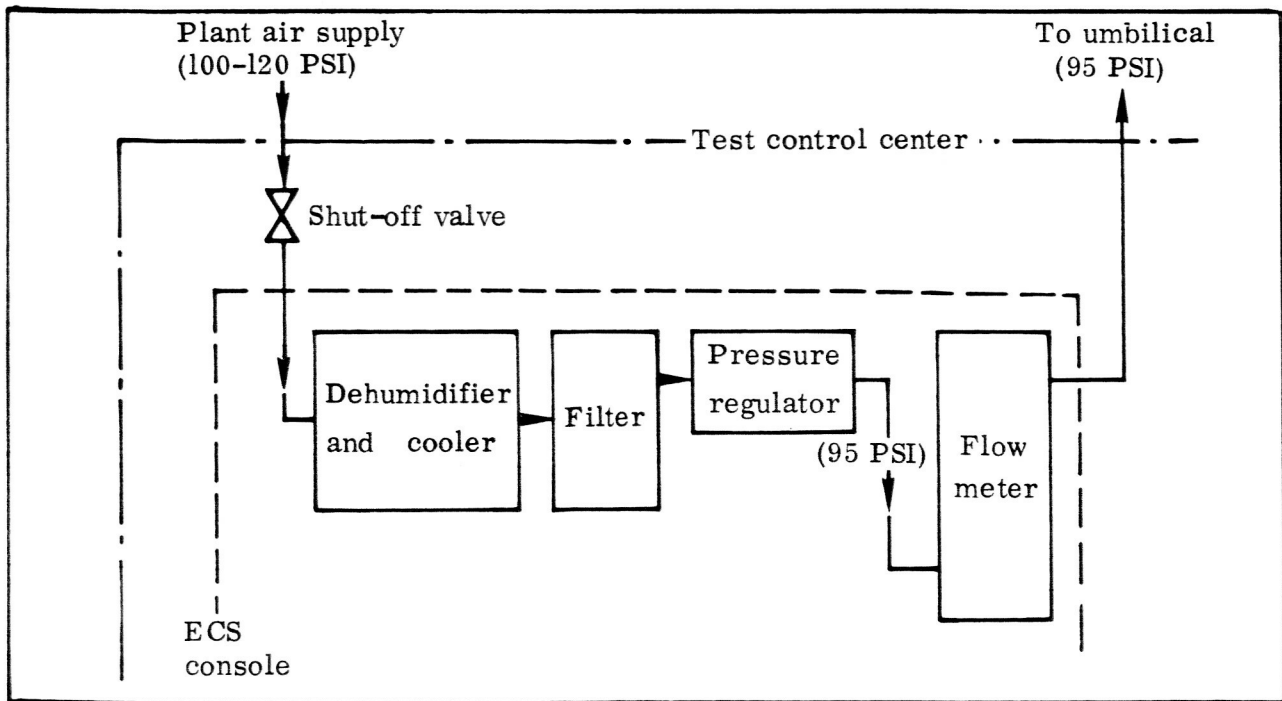 Plant air supply
(100-120 PSI)
To umbilical
(95 PSI)
Test control center
Shut-off valve
Dehumidifier
and cooler
Filter
Pressure
regulator
(95 PSI)
Flow
meter
ECS
console